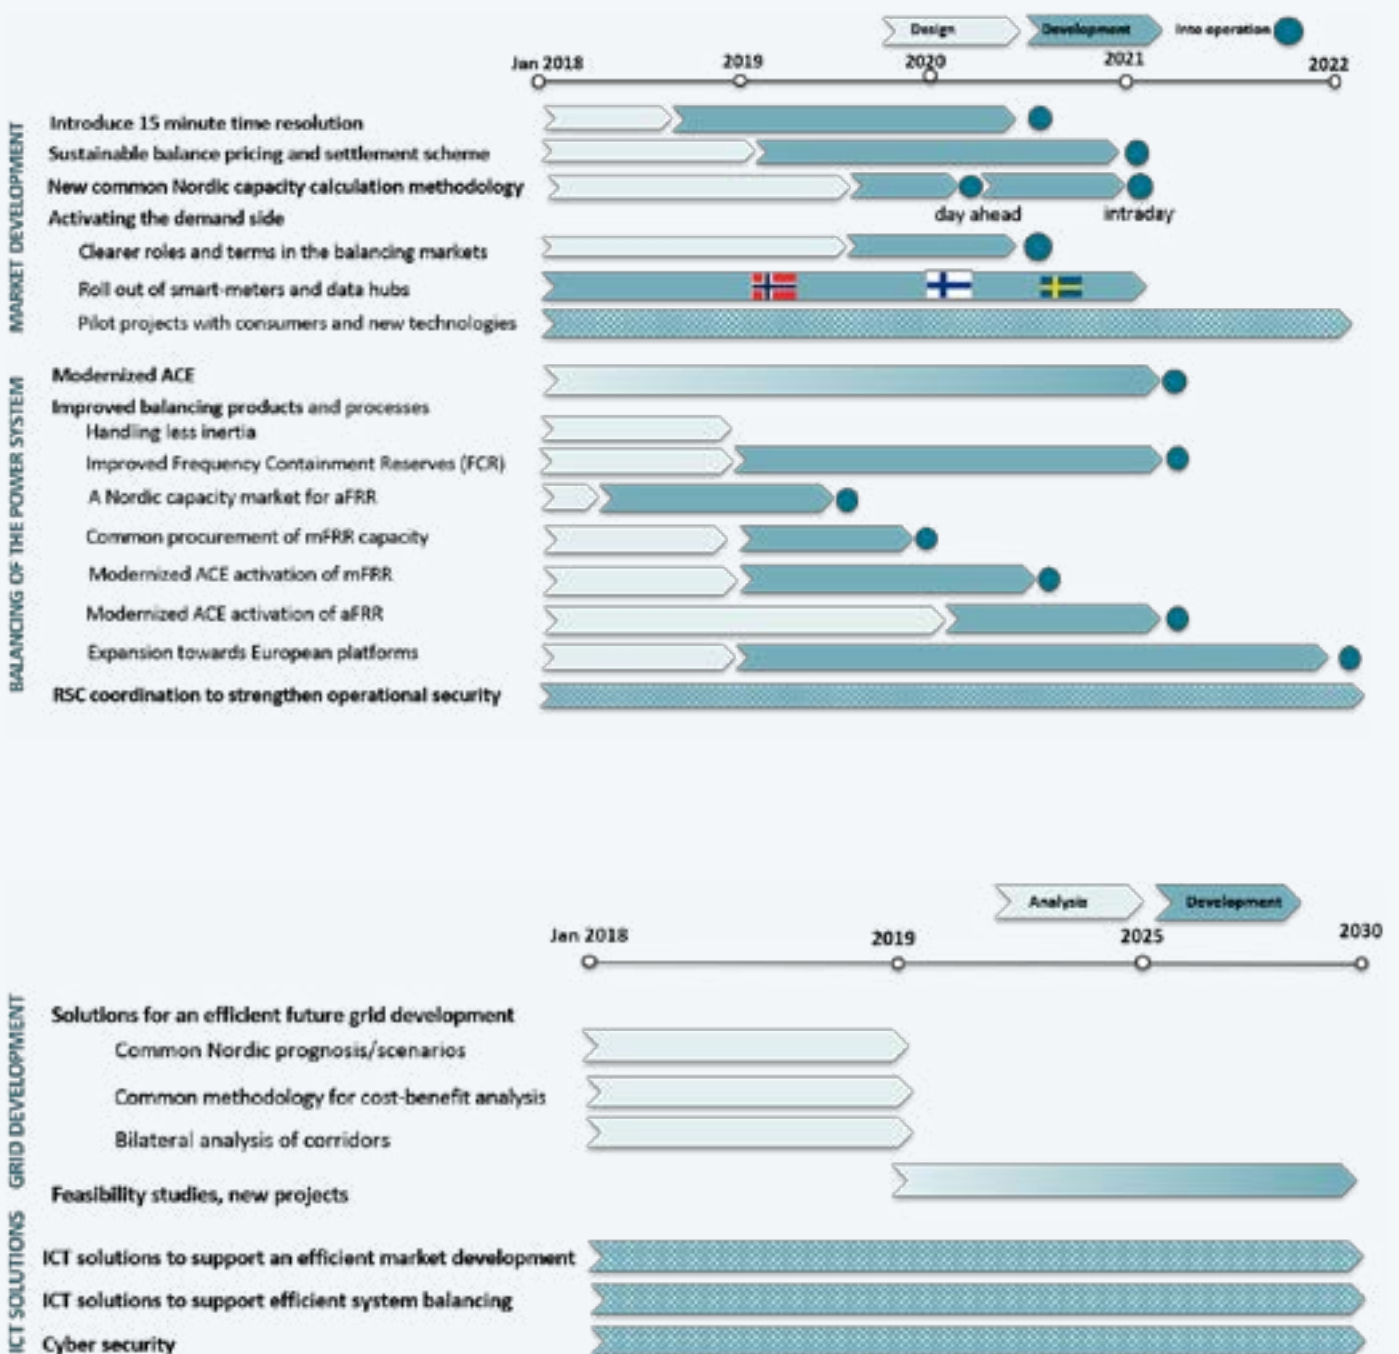 Design Development Into operation
Jan 2018 2019 2020 2021 2022
MARKET DEVELOPMENT
Introduce 15 minute time resolution
Sustainable balance pricing and settlement scheme
New common Nordic capacity calculation methodology
Activating the demand side
day ahead intraday
Clearer roles and terms in the balancing markets
Roll out of smart-meters and data hubs
Pilot projects with consumers and new technologies
BALANCING OF THE POWER SYSTEM
Modernized ACE
Improved balancing products and processes
Handling less inertia
Improved Frequency Containment Reserves (FCR)
A Nordic capacity market for aFRR
Common procurement of mFRR capacity
Modernized ACE activation of mFRR
Modernized ACE activation of aFRR
Expansion towards European platforms
RSC coordination to strengthen operational security
Analysis Development
Jan 2018 2019 2025 2030
GRID DEVELOPMENT
Solutions for an efficient future grid development
Common Nordic prognosis/scenarios
Common methodology for cost-benefit analysis
Bilateral analysis of corridors
Feasibility studies, new projects
ICT SOLUTIONS
ICT solutions to support an efficient market development
ICT solutions to support efficient system balancing
Cyber security